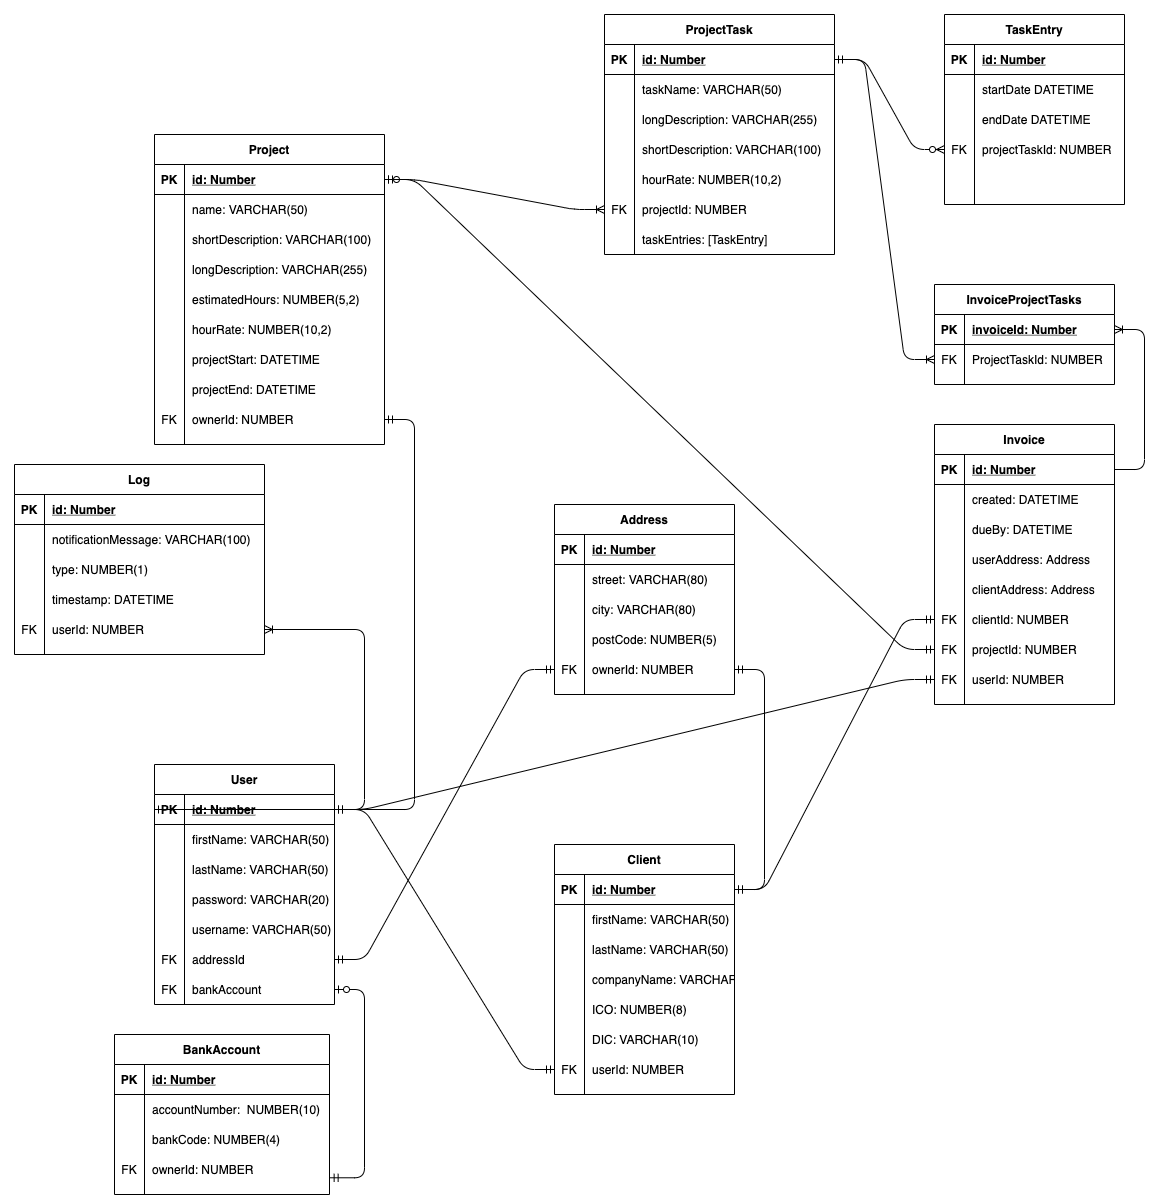 ProjectTask
PK id: Number
taskName: VARCHAR(50)
longDescription: VARCHAR(255)
shortDescription: VARCHAR(100)
hourRate: NUMBER(10,2)
FK projectId: NUMBER
taskEntries: [TaskEntry]
TaskEntry
PK id: Number
startDate DATETIME
endDate DATETIME
FK projectTaskId: NUMBER
Project
PK id: Number
name: VARCHAR(50)
shortDescription: VARCHAR(100)
longDescription: VARCHAR(255)
estimatedHours: NUMBER(5,2)
hourRate: NUMBER(10,2)
projectStart: DATETIME
projectEnd: DATETIME
FK ownerId: NUMBER
InvoiceProjectTasks
PK invoiceId: Number
FK ProjectTaskId: NUMBER
Invoice
PK id: Number
created: DATETIME
dueBy: DATETIME
userAddress: Address
clientAddress: Address
FK clientId: NUMBER
FK projectId: NUMBER
FK userId: NUMBER
Log
PK id: Number
notificationMessage: VARCHAR(100)
type: NUMBER(1)
timestamp: DATETIME
FK userId: NUMBER
Address
PK id: Number
street: VARCHAR(80)
city: VARCHAR(80)
postCode: NUMBER(5)
FK ownerId: NUMBER
User
PK id: Number
firstName: VARCHAR(50)
lastName: VARCHAR(50)
password: VARCHAR(20)
username: VARCHAR(50)
FK addressId
FK bankAccount
Client
PK id: Number
firstName: VARCHAR(50)
lastName: VARCHAR(50)
companyName: VARCHAR
ICO: NUMBER(8)
DIC: VARCHAR(10)
FK userId: NUMBER
BankAccount
PK id: Number
accountNumber:  NUMBER(10)
bankCode: NUMBER(4)
FK ownerId: NUMBER